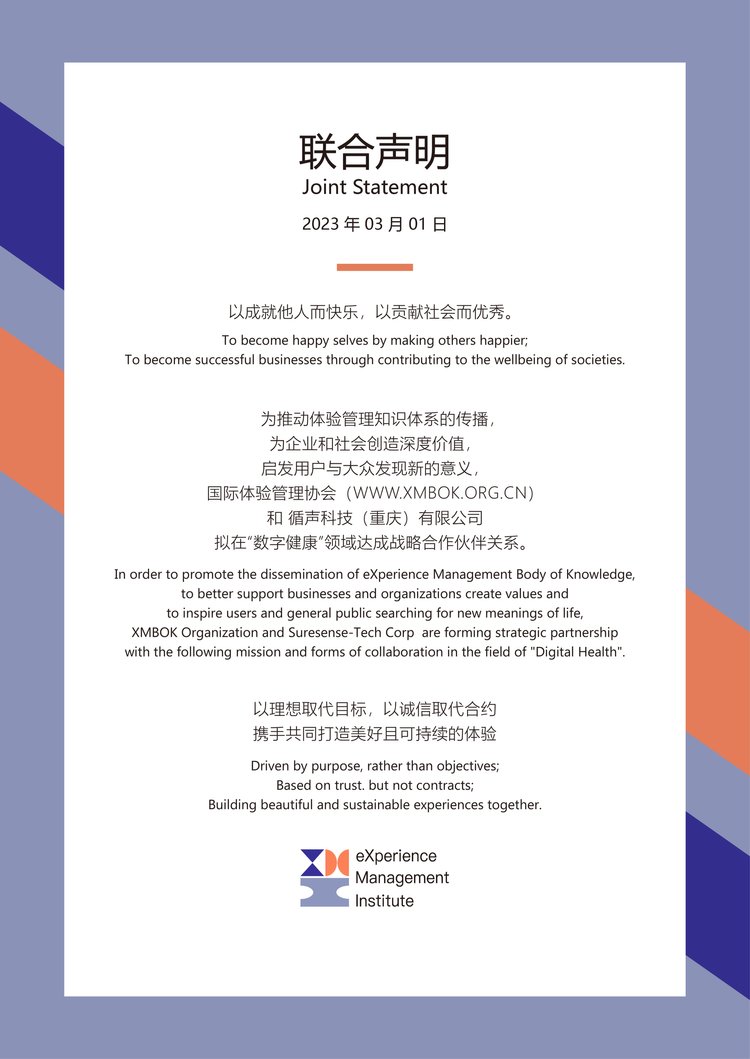 联合声明
Joint Statement
2023 年 03 月 01 日
以成就他人而快乐，以贡献社会而优秀。
To become happy selves by making others happier;
To become successful businesses through contributing to the wellbeing of societies.
为推动体验管理知识体系的传播，
为企业和社会创造深度价值，
启发用户与大众发现新的意义，
国际体验管理协会（WWW.XMBOK.ORG.CN）
和 循声科技（重庆）有限公司
拟在“数字健康”领域达成战略合作伙伴关系。
In order to promote the dissemination of eXperience Management Body of Knowledge,
to better support businesses and organizations create values and
to inspire users and general public searching for new meanings of life,
XMBOK Organization and Suresense-Tech Corp  are forming strategic partnership
with the following mission and forms of collaboration in the field of "Digital Health".
以理想取代目标，以诚信取代合约
携手共同打造美好且可持续的体验
Driven by purpose, rather than objectives;
Based on trust. but not contracts;
Building beautiful and sustainable experiences together.
eXperience
Management
Institute